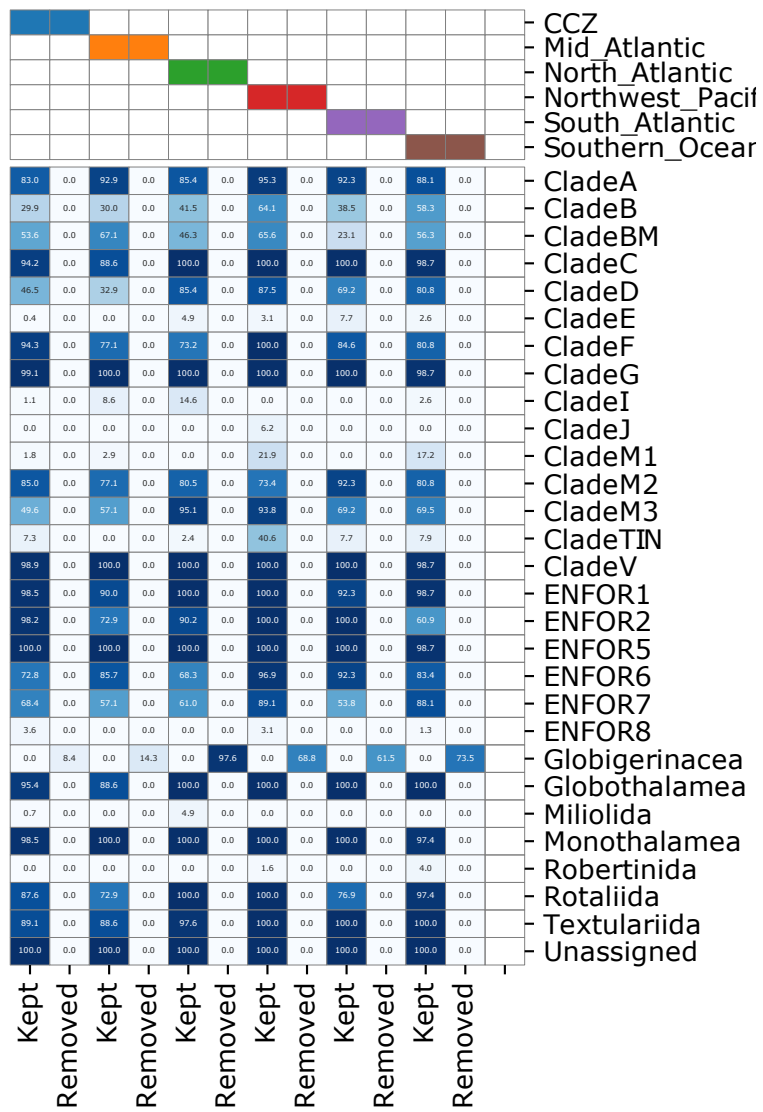 CCZ
Mid_Atlantic
North_Atlantic
Northwest_Pacif
South_Atlantic
Southern_Ocean
83.0 0.0 92.9 0.0 85.4 0.0 95.3 0.0 92.3 0.0 88.1 0.0 CladeA
29.9 0.0 30.0 0.0 41.5 0.0 64.1 0.0 38.5 0.0 58.3 0.0 CladeB
53.6 0.0 67.1 0.0 46.3 0.0 65.6 0.0 23.1 0.0 56.3 0.0 CladeBM
94.2 0.0 88.6 0.0 100.0 0.0 100.0 0.0 100.0 0.0 98.7 0.0 CladeC
46.5 0.0 32.9 0.0 85.4 0.0 87.5 0.0 69.2 0.0 80.8 0.0 CladeD
0.4 0.0 0.0 0.0 4.9 0.0 3.1 0.0 7.7 0.0 2.6 0.0 CladeE
94.3 0.0 77.1 0.0 73.2 0.0 100.0 0.0 84.6 0.0 80.8 0.0 CladeF
99.1 0.0 100.0 0.0 100.0 0.0 100.0 0.0 100.0 0.0 98.7 0.0 CladeG
1.1 0.0 8.6 0.0 14.6 0.0 0.0 0.0 0.0 0.0 2.6 0.0 CladeI
0.0 0.0 0.0 0.0 0.0 0.0 6.2 0.0 0.0 0.0 0.0 0.0 CladeJ
1.8 0.0 2.9 0.0 0.0 0.0 21.9 0.0 0.0 0.0 17.2 0.0 CladeM1
85.0 0.0 77.1 0.0 80.5 0.0 73.4 0.0 92.3 0.0 80.8 0.0 CladeM2
49.6 0.0 57.1 0.0 95.1 0.0 93.8 0.0 69.2 0.0 69.5 0.0 CladeM3
7.3 0.0 0.0 0.0 2.4 0.0 40.6 0.0 7.7 0.0 7.9 0.0 CladeTIN
98.9 0.0 100.0 0.0 100.0 0.0 100.0 0.0 100.0 0.0 98.7 0.0 CladeV
98.5 0.0 90.0 0.0 100.0 0.0 100.0 0.0 92.3 0.0 98.7 0.0 ENFOR1
98.2 0.0 72.9 0.0 90.2 0.0 100.0 0.0 100.0 0.0 60.9 0.0 ENFOR2
100.0 0.0 100.0 0.0 100.0 0.0 100.0 0.0 100.0 0.0 98.7 0.0 ENFOR5
72.8 0.0 85.7 0.0 68.3 0.0 96.9 0.0 92.3 0.0 83.4 0.0 ENFOR6
68.4 0.0 57.1 0.0 61.0 0.0 89.1 0.0 53.8 0.0 88.1 0.0 ENFOR7
3.6 0.0 0.0 0.0 0.0 0.0 3.1 0.0 0.0 0.0 1.3 0.0 ENFOR8
0.0 8.4 0.0 14.3 0.0 97.6 0.0 68.8 0.0 61.5 0.0 73.5 Globigerinacea
95.4 0.0 88.6 0.0 100.0 0.0 100.0 0.0 100.0 0.0 100.0 0.0 Globothalamea
0.7 0.0 0.0 0.0 4.9 0.0 0.0 0.0 0.0 0.0 0.0 0.0 Miliolida
98.5 0.0 100.0 0.0 100.0 0.0 100.0 0.0 100.0 0.0 97.4 0.0 Monothalamea
0.0 0.0 0.0 0.0 0.0 0.0 1.6 0.0 0.0 0.0 4.0 0.0 Robertinida
87.6 0.0 72.9 0.0 100.0 0.0 100.0 0.0 76.9 0.0 97.4 0.0 Rotaliida
89.1 0.0 88.6 0.0 97.6 0.0 100.0 0.0 100.0 0.0 100.0 0.0 Textulariida
100.0 0.0 100.0 0.0 100.0 0.0 100.0 0.0 100.0 0.0 100.0 0.0 Unassigned
Kept Removed Kept Removed Kept Removed Kept Removed Kept Removed Kept Removed